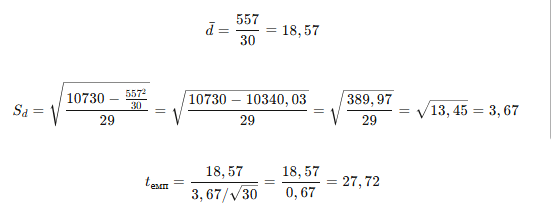 d̄ = 557/30 = 18,57
S_d = √((10730 − 557²/30)/29) = √((10730 − 10340,03)/29) = √(389,97/29) = √13,45 = 3,67
t_емп = 18,57/(3,67/√30) = 18,57/0,67 = 27,72